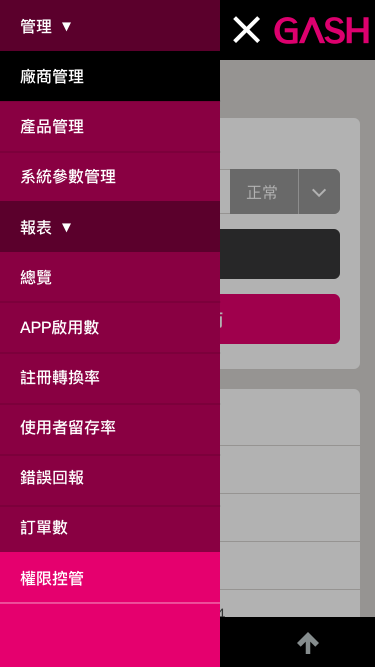 管理 ▼
GASH
廠商管理
產品管理
系統參數管理
正常
報表 ▼
總覽
APP啟用數
註冊轉換率
使用者留存率
錯誤回報
訂單數
權限控管